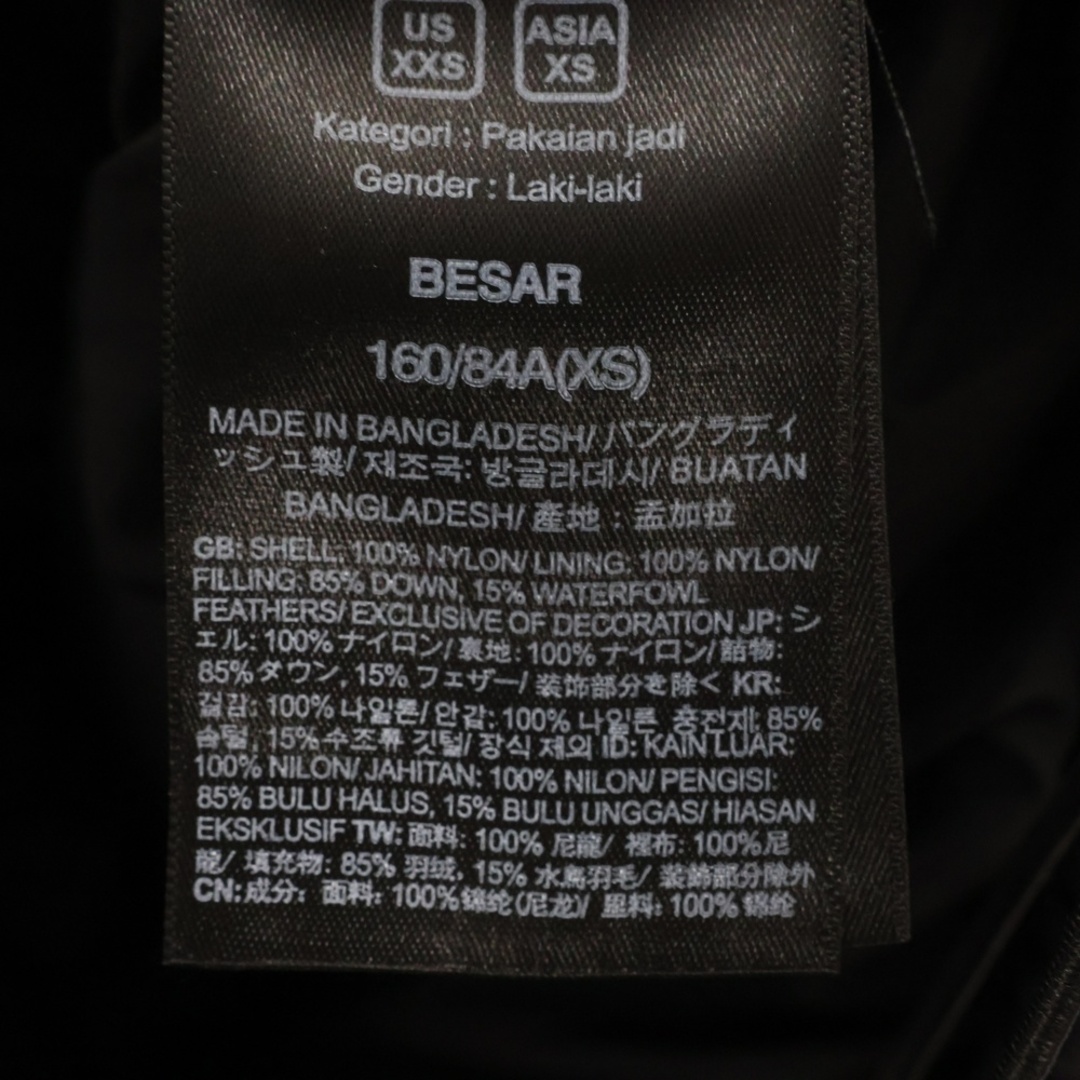 US ASIA
XXS XS
Kategori : Pakaian jadi
Gender : Laki-laki
BESAR
160/84A(XS)
MADE IN BANGLADESH/ バングラディ
ッシュ製/ 제조국: 방글라데시/ BUATAN
BANGLADESH/ 產地 : 孟加拉
GB: SHELL: 100% NYLON/ LINING: 100% NYLON/
FILLING: 85% DOWN, 15% WATERFOWL
FEATHERS/ EXCLUSIVE OF DECORATION JP: シ
ェル: 100% ナイロン/ 裏地: 100% ナイロン/ 詰物:
85% ダウン, 15% フェザー/ 装飾部分を除く KR:
겉감: 100% 나일론/ 안감: 100% 나일론, 충전재: 85%
솜털, 15% 수조류 깃털/ 장식 제외 ID: KAIN LUAR:
100% NILON/ JAHITAN: 100% NILON/ PENGISI:
85% BULU HALUS, 15% BULU UNGGAS/ HIASAN
EKSKLUSIF TW: 面料: 100% 尼龍/ 裡布: 100% 尼
龍/ 填充物: 85% 羽絨, 15% 水鳥羽毛/ 裝飾部分除外
CN: 成分: 面料: 100% 锦纶(尼龙)/ 里料: 100% 锦纶